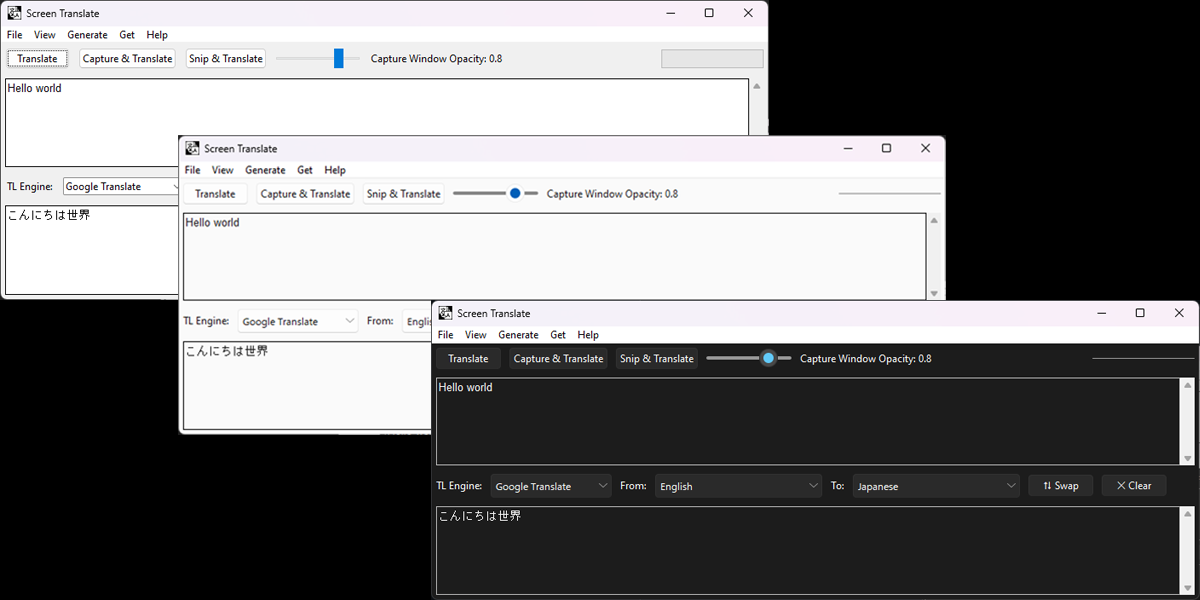 Screen Translate
File View Generate Get Help
Translate Capture & Translate Snip & Translate Capture Window Opacity: 0.8
Hello world
TL Engine: Google Translate
こんにちは世界
Screen Translate
File View Generate Get Help
Translate Capture & Translate Snip & Translate Capture Window Opacity: 0.8
Hello world
TL Engine: Google Translate From:
こんにちは世界
Screen Translate
File View Generate Get Help
Translate Capture & Translate Snip & Translate Capture Window Opacity: 0.8
Hello world
TL Engine: Google Translate From: English To: Japanese Swap Clear
こんにちは世界